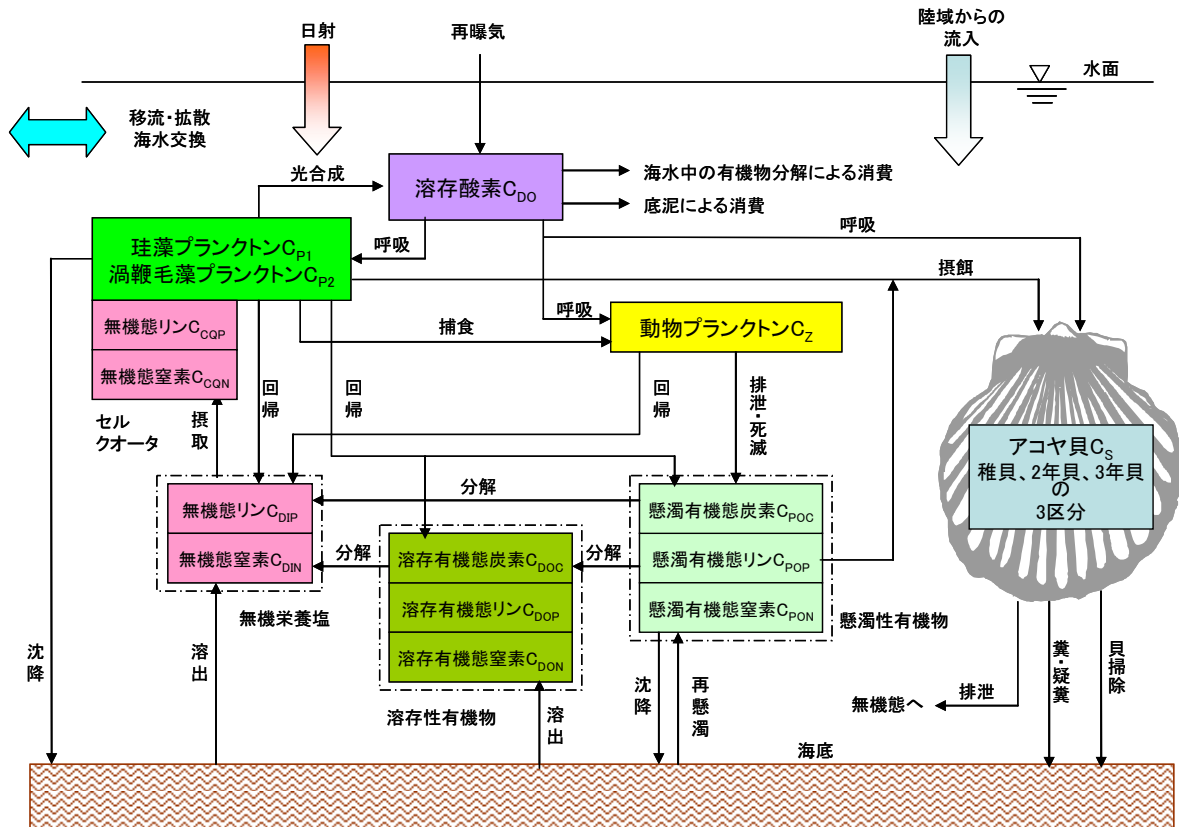 日射
再曝気
陸域からの
流入
水面
移流・拡散
海水交換
光合成
溶存酸素CDO
海水中の有機物分解による消費
底泥による消費
呼吸
呼吸
珪藻プランクトンCP1
渦鞭毛藻プランクトンCP2
摂餌
無機態リンCCQP
無機態窒素CCQN
セル
クオータ
捕食
呼吸
動物プランクトンCZ
摂取
回帰
回帰
回帰
排泄・死滅
アコヤ貝CS
稚貝、2年貝、3年貝
の
3区分
無機態リンCDIP
無機態窒素CDIN
無機栄養塩
分解
分解
分解
溶存有機態炭素CDOC
溶存有機態リンCDOP
溶存有機態窒素CDON
溶存性有機物
懸濁有機態炭素CPOC
懸濁有機態リンCPOP
懸濁有機態窒素CPON
懸濁性有機物
沈降
溶出
溶出
沈降
再懸濁
無機態へ
排泄
糞・疑糞
貝掃除
海底